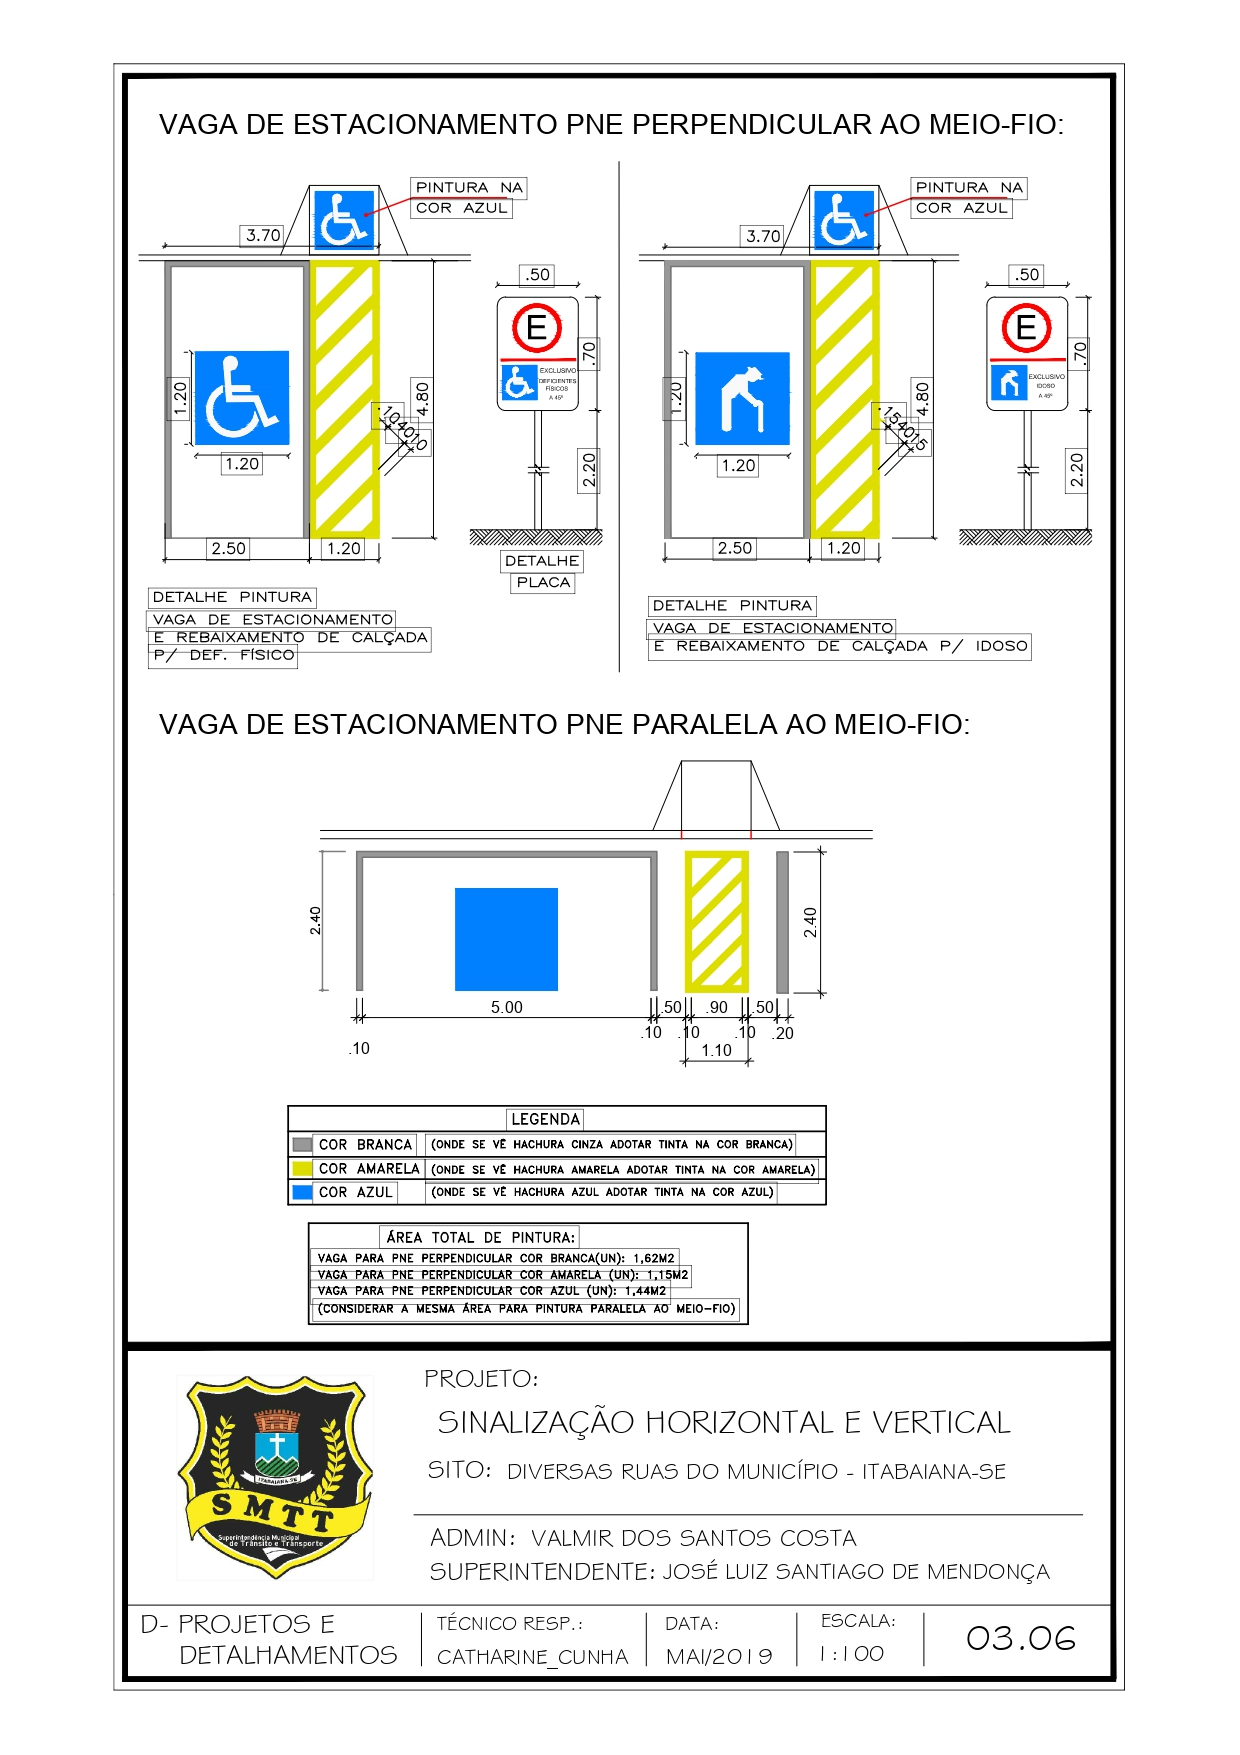 VAGA DE ESTACIONAMENTO PNE PERPENDICULAR AO MEIO-FIO:
PINTURA NA
COR AZUL
3.70
.50
E
EXCLUSIVO
DEFICIENTES
FÍSICOS
A 45º
.70
1.20
1.20
4.80
.104010
2.20
2.50
1.20
DETALHE
PLACA
DETALHE PINTURA
VAGA DE ESTACIONAMENTO
E REBAIXAMENTO DE CALÇADA
P/ DEF. FÍSICO
PINTURA NA
COR AZUL
3.70
.50
E
EXCLUSIVO
IDOSO
A 45º
.70
1.20
1.20
4.80
.154015
2.20
2.50
1.20
DETALHE PINTURA
VAGA DE ESTACIONAMENTO
E REBAIXAMENTO DE CALÇADA P/ IDOSO
VAGA DE ESTACIONAMENTO PNE PARALELA AO MEIO-FIO:
2.40
2.40
5.00
.50
.90
.50
.10
.10
.10
.20
.10
1.10
LEGENDA
COR BRANCA (ONDE SE VÊ HACHURA CINZA ADOTAR TINTA NA COR BRANCA)
COR AMARELA (ONDE SE VÊ HACHURA AMARELA ADOTAR TINTA NA COR AMARELA)
COR AZUL (ONDE SE VÊ HACHURA AZUL ADOTAR TINTA NA COR AZUL)
ÁREA TOTAL DE PINTURA:
VAGA PARA PNE PERPENDICULAR COR BRANCA(UN): 1,62M2
VAGA PARA PNE PERPENDICULAR COR AMARELA (UN): 1,15M2
VAGA PARA PNE PERPENDICULAR COR AZUL (UN): 1,44M2
(CONSIDERAR A MESMA ÁREA PARA PINTURA PARALELA AO MEIO-FIO)
ITABAIANA-SE
SMTT
Superintendência Municipal
de Trânsito e Transporte
PROJETO:
SINALIZAÇÃO HORIZONTAL E VERTICAL
SITO: DIVERSAS RUAS DO MUNICÍPIO - ITABAIANA-SE
ADMIN: VALMIR DOS SANTOS COSTA
SUPERINTENDENTE: JOSÉ LUIZ SANTIAGO DE MENDONÇA
D- PROJETOS E
DETALHAMENTOS
TÉCNICO RESP.:
CATHARINE_CUNHA
DATA:
MAI/2019
ESCALA:
1:100
03.06